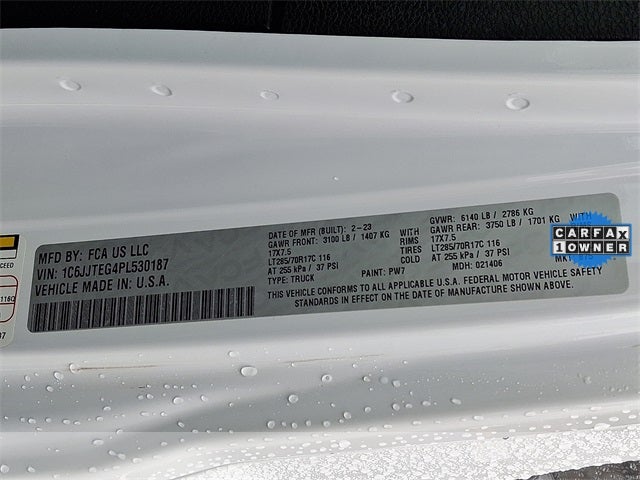 MFD BY: FCA US LLC
VIN: 1C6JJTEG4PL530187
VEHICLE MADE IN: U.S.A.
DATE OF MFR (BUILT): 2-23
GAWR FRONT: 3100 LB / 1407 KG WITH
17X7.5 RIMS
LT285/70R17C 116 TIRES
AT 255 kPa / 37 PSI COLD
TYPE: TRUCK
PAINT: PW7
GVWR: 6140 LB / 2786 KG
GAWR REAR: 3750 LB / 1701 KG WITH
17X7.5
LT285/70R17C 116
AT 255 kPa / 37 PSI
MDH: 021406
THIS VEHICLE CONFORMS TO ALL APPLICABLE U.S.A. FEDERAL MOTOR VEHICLE SAFETY
STANDARDS IN EFFECT ON THE DATE OF MANUFACTURE SHOWN ABOVE.
CARFAX
1 OWNER